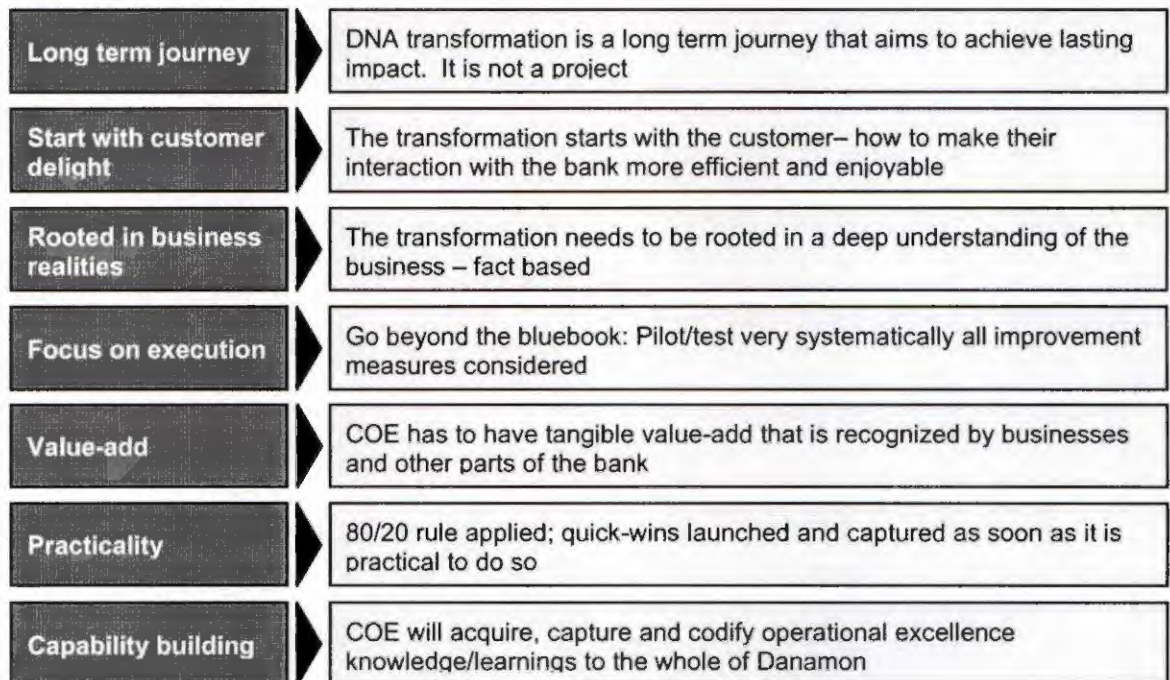 Long term journey
DNA transformation is a long term journey that aims to achieve lasting
impact. It is not a project
Start with customer
delight
The transformation starts with the customer– how to make their
interaction with the bank more efficient and enjoyable
Rooted in business
realities
The transformation needs to be rooted in a deep understanding of the
business – fact based
Focus on execution
Go beyond the bluebook: Pilot/test very systematically all improvement
measures considered
Value-add
COE has to have tangible value-add that is recognized by businesses
and other parts of the bank
Practicality
80/20 rule applied; quick-wins launched and captured as soon as it is
practical to do so
Capability building
COE will acquire, capture and codify operational excellence
knowledge/learnings to the whole of Danamon